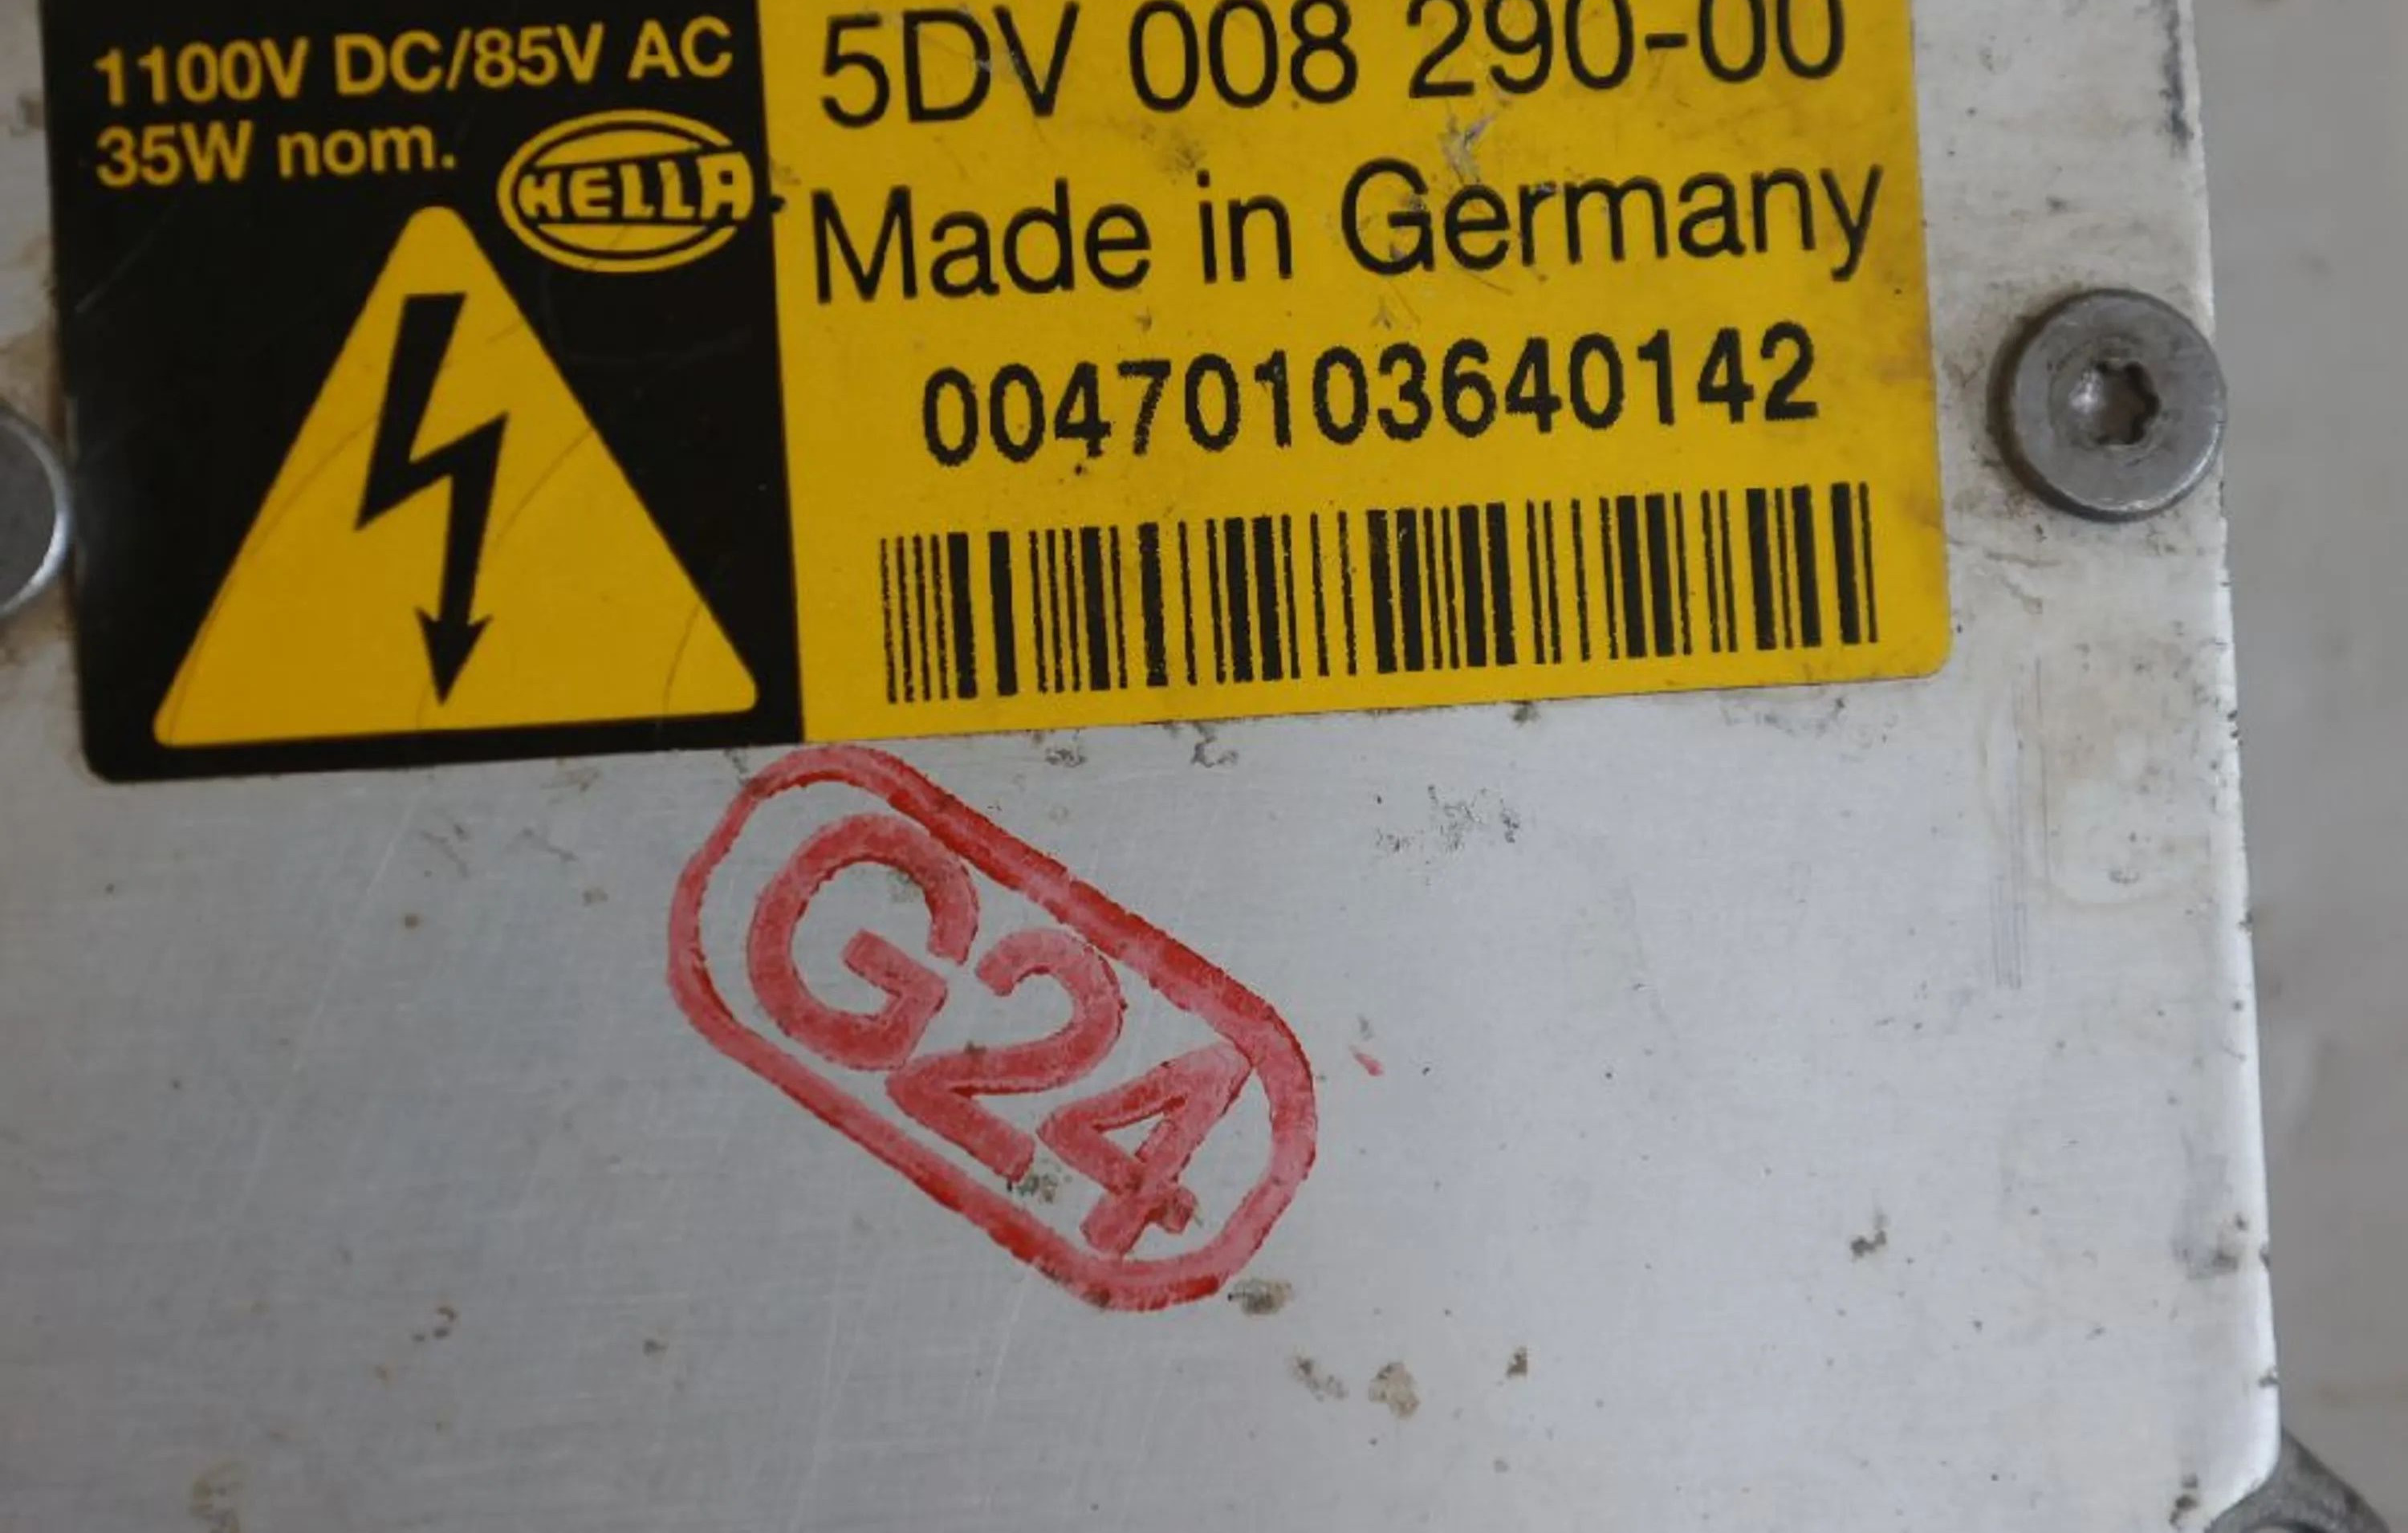 1100V DC/85V AC
35W nom.
HELLA
5DV 008 290-00
Made in Germany
00470103640142
G24